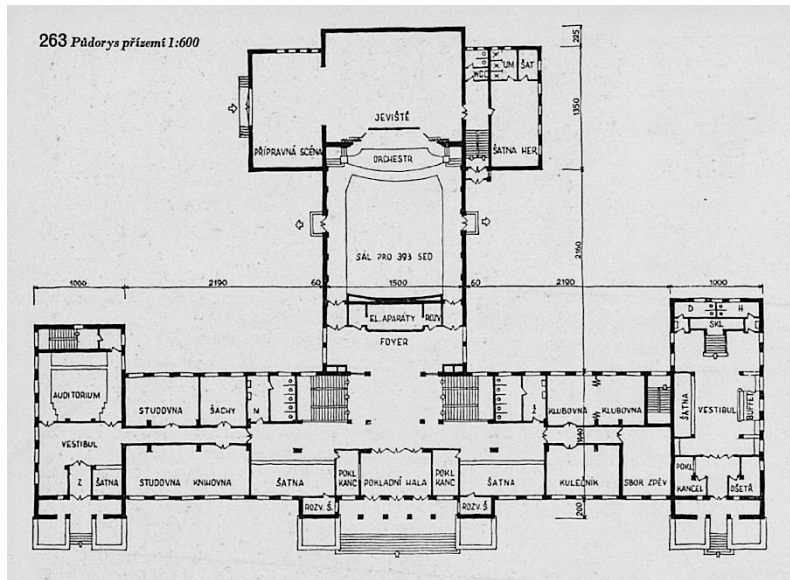 263 Půdorys přízemí 1:600
225
WC
UM
ŠAT
1350
JEVIŠTĚ
PŘÍPRAVNÁ SCÉNA
ORCHESTR
ŠATNA HER
SÁL PRO 393 SED
2160
1000
2190
60
1500
60
2190
1000
EL. APARÁTY
ROZV
FOYER
D
H
SKL
AUDITORIUM
STUDOVNA
ŠACHY
M
Ž
KLUBOVNA
KLUBOVNA
ŠATNA
VESTIBUL
BUFFET
VESTIBUL
1440
Z
ŠATNA
STUDOVNA
KNIHOVNA
ŠATNA
POKL
KANC
POKLADNÍ HALA
POKL
KANC
ŠATNA
KULEČNÍK
SBOR ZPĚV
POKL
KANCEL
OŠETŘ
ROZV. Š.
ROZV. Š.
200